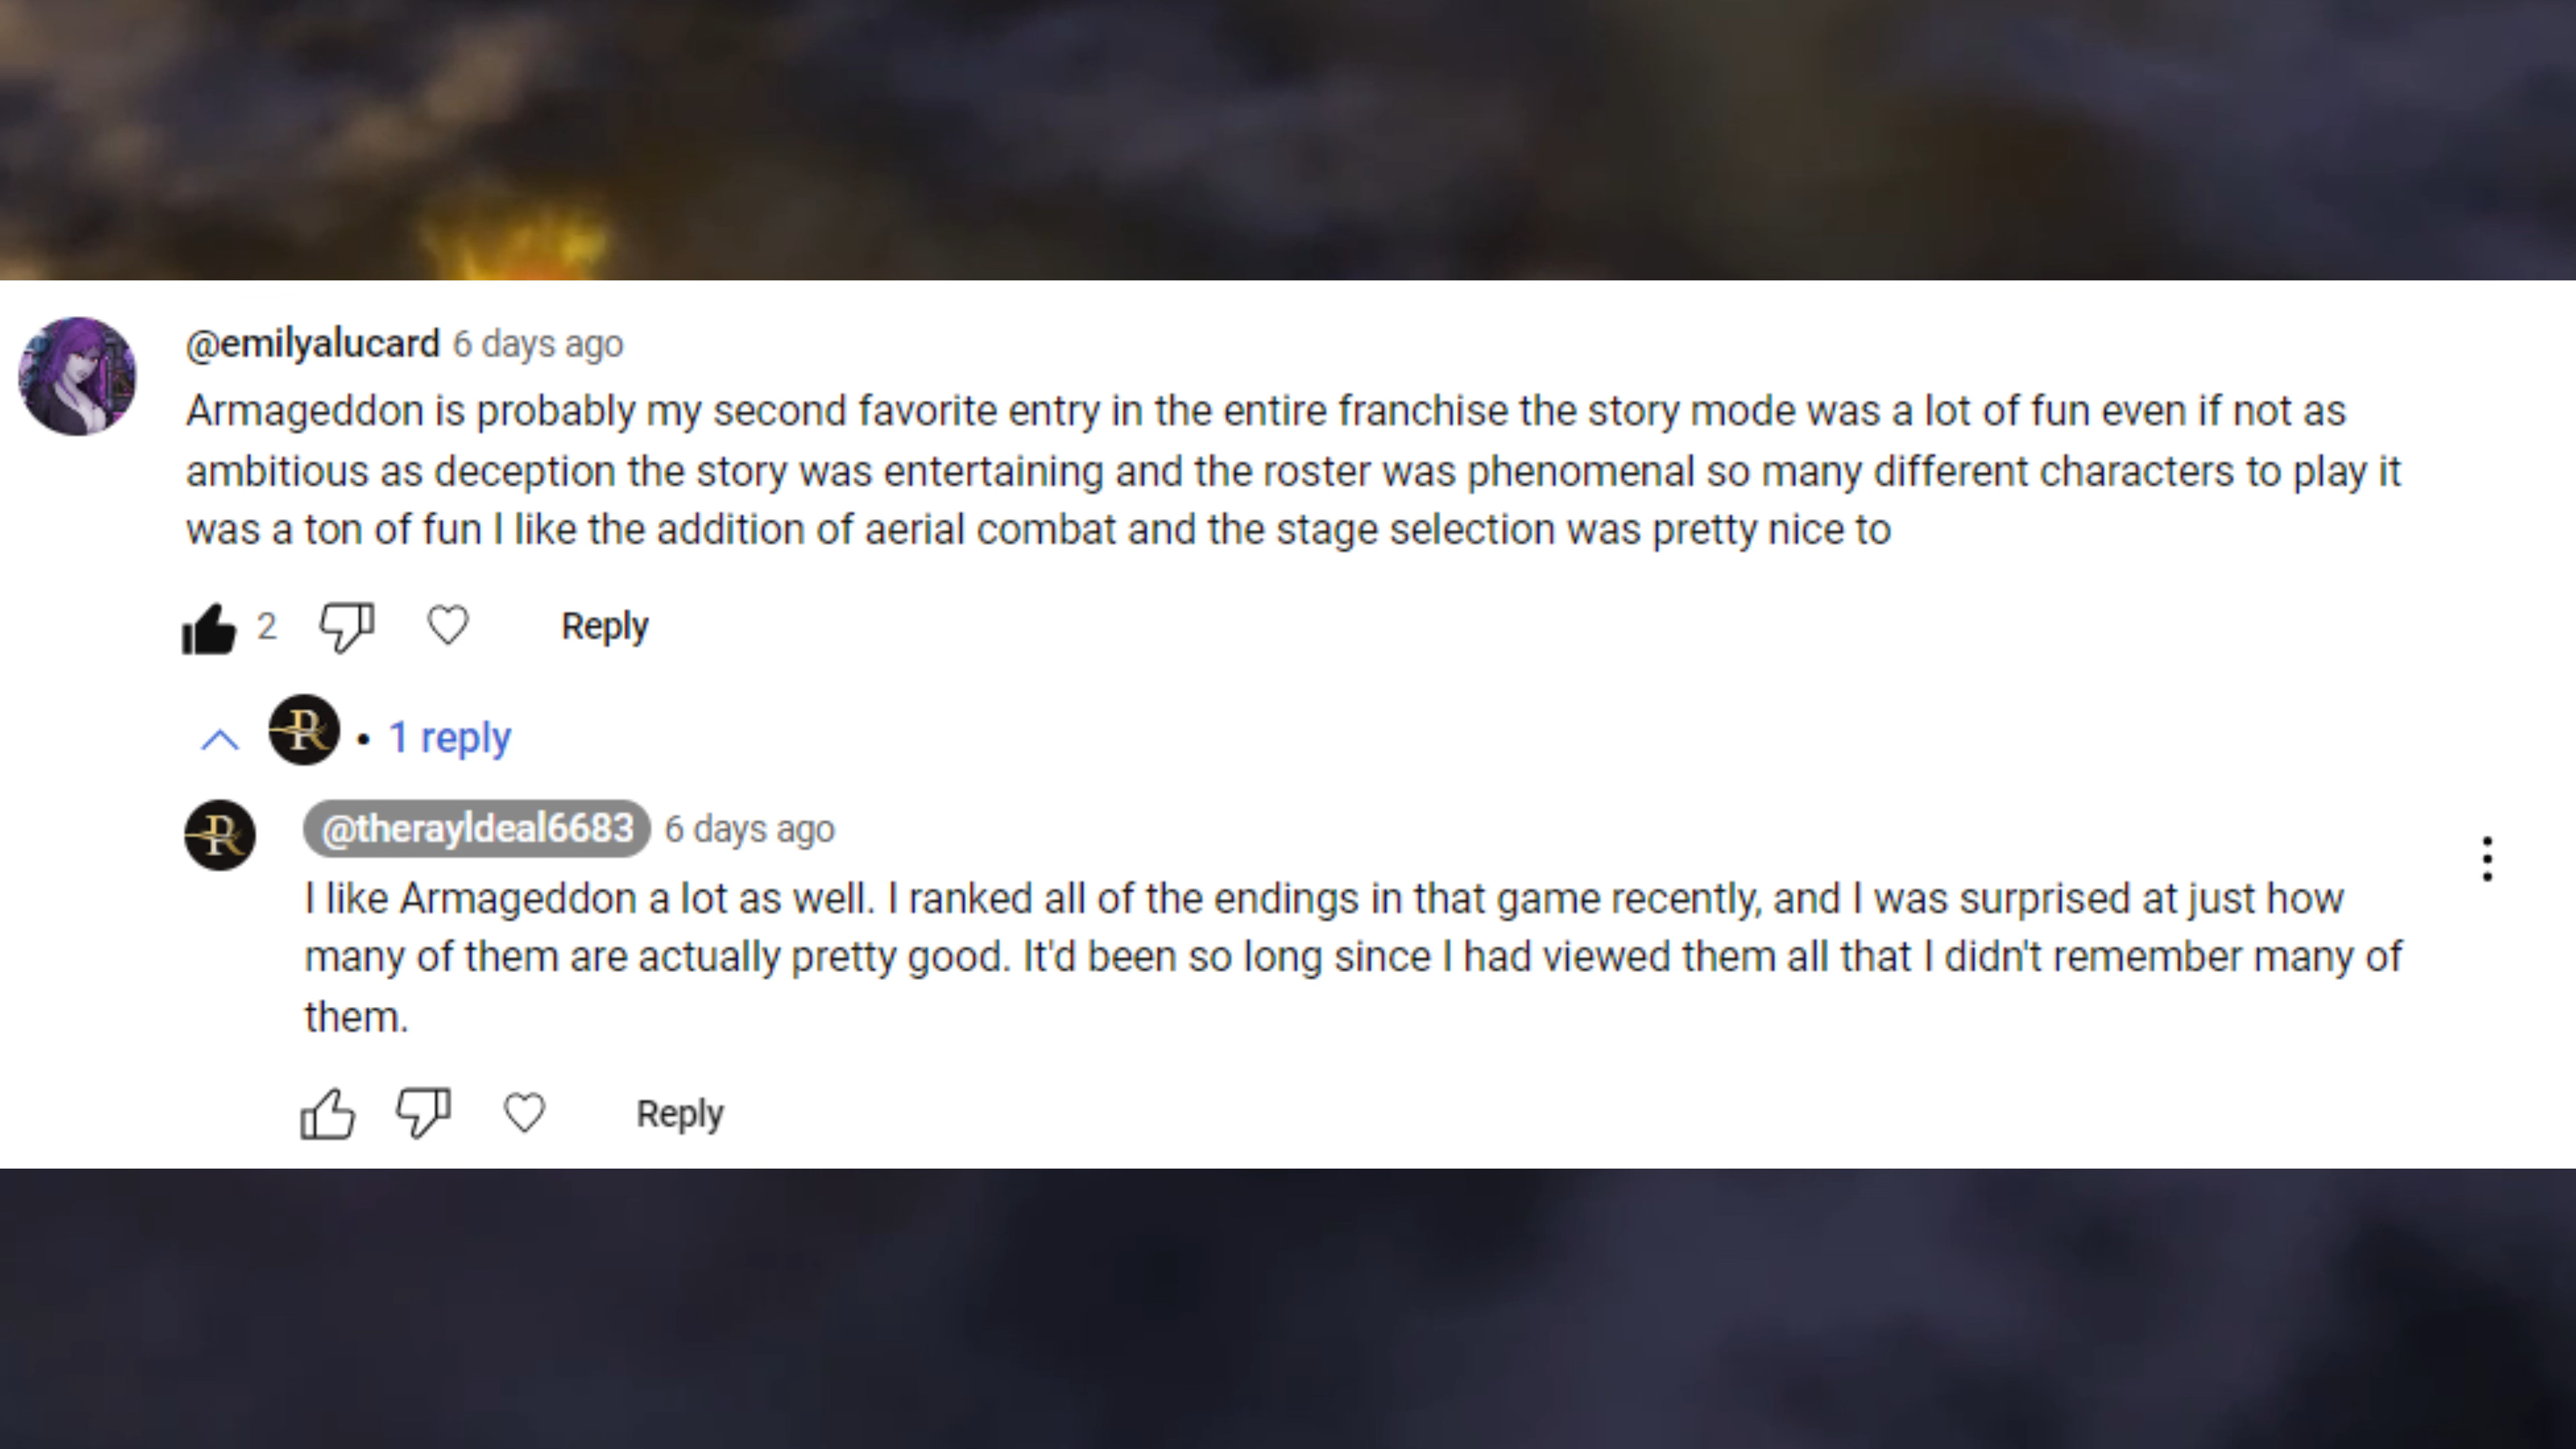 @emilyalucard 6 days ago
Armageddon is probably my second favorite entry in the entire franchise the story mode was a lot of fun even if not as
ambitious as deception the story was entertaining and the roster was phenomenal so many different characters to play it
was a ton of fun I like the addition of aerial combat and the stage selection was pretty nice to
2 Reply
R • 1 reply
R @therayldeal6683 6 days ago
I like Armageddon a lot as well. I ranked all of the endings in that game recently, and I was surprised at just how
many of them are actually pretty good. It'd been so long since I had viewed them all that I didn't remember many of
them.
Reply